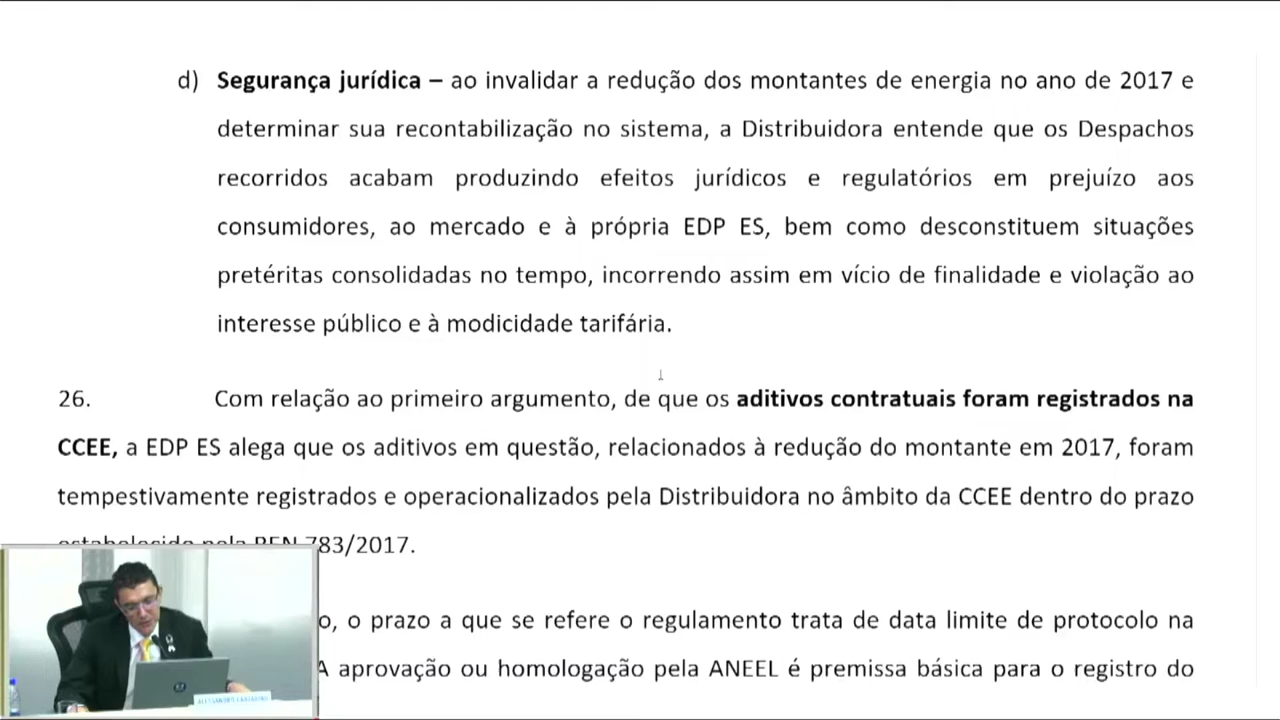 d) Segurança jurídica – ao invalidar a redução dos montantes de energia no ano de 2017 e
determinar sua recontabilização no sistema, a Distribuidora entende que os Despachos
recorridos acabam produzindo efeitos jurídicos e regulatórios em prejuízo aos
consumidores, ao mercado e à própria EDP ES, bem como desconstituem situações
pretéritas consolidadas no tempo, incorrendo assim em vício de finalidade e violação ao
interesse público e à modicidade tarifária.
26. Com relação ao primeiro argumento, de que os aditivos contratuais foram registrados na
CCEE, a EDP ES alega que os aditivos em questão, relacionados à redução do montante em 2017, foram
tempestivamente registrados e operacionalizados pela Distribuidora no âmbito da CCEE dentro do prazo
estabelecido pela REN 783/2017.
o, o prazo a que se refere o regulamento trata de data limite de protocolo na
A aprovação ou homologação pela ANEEL é premissa básica para o registro do